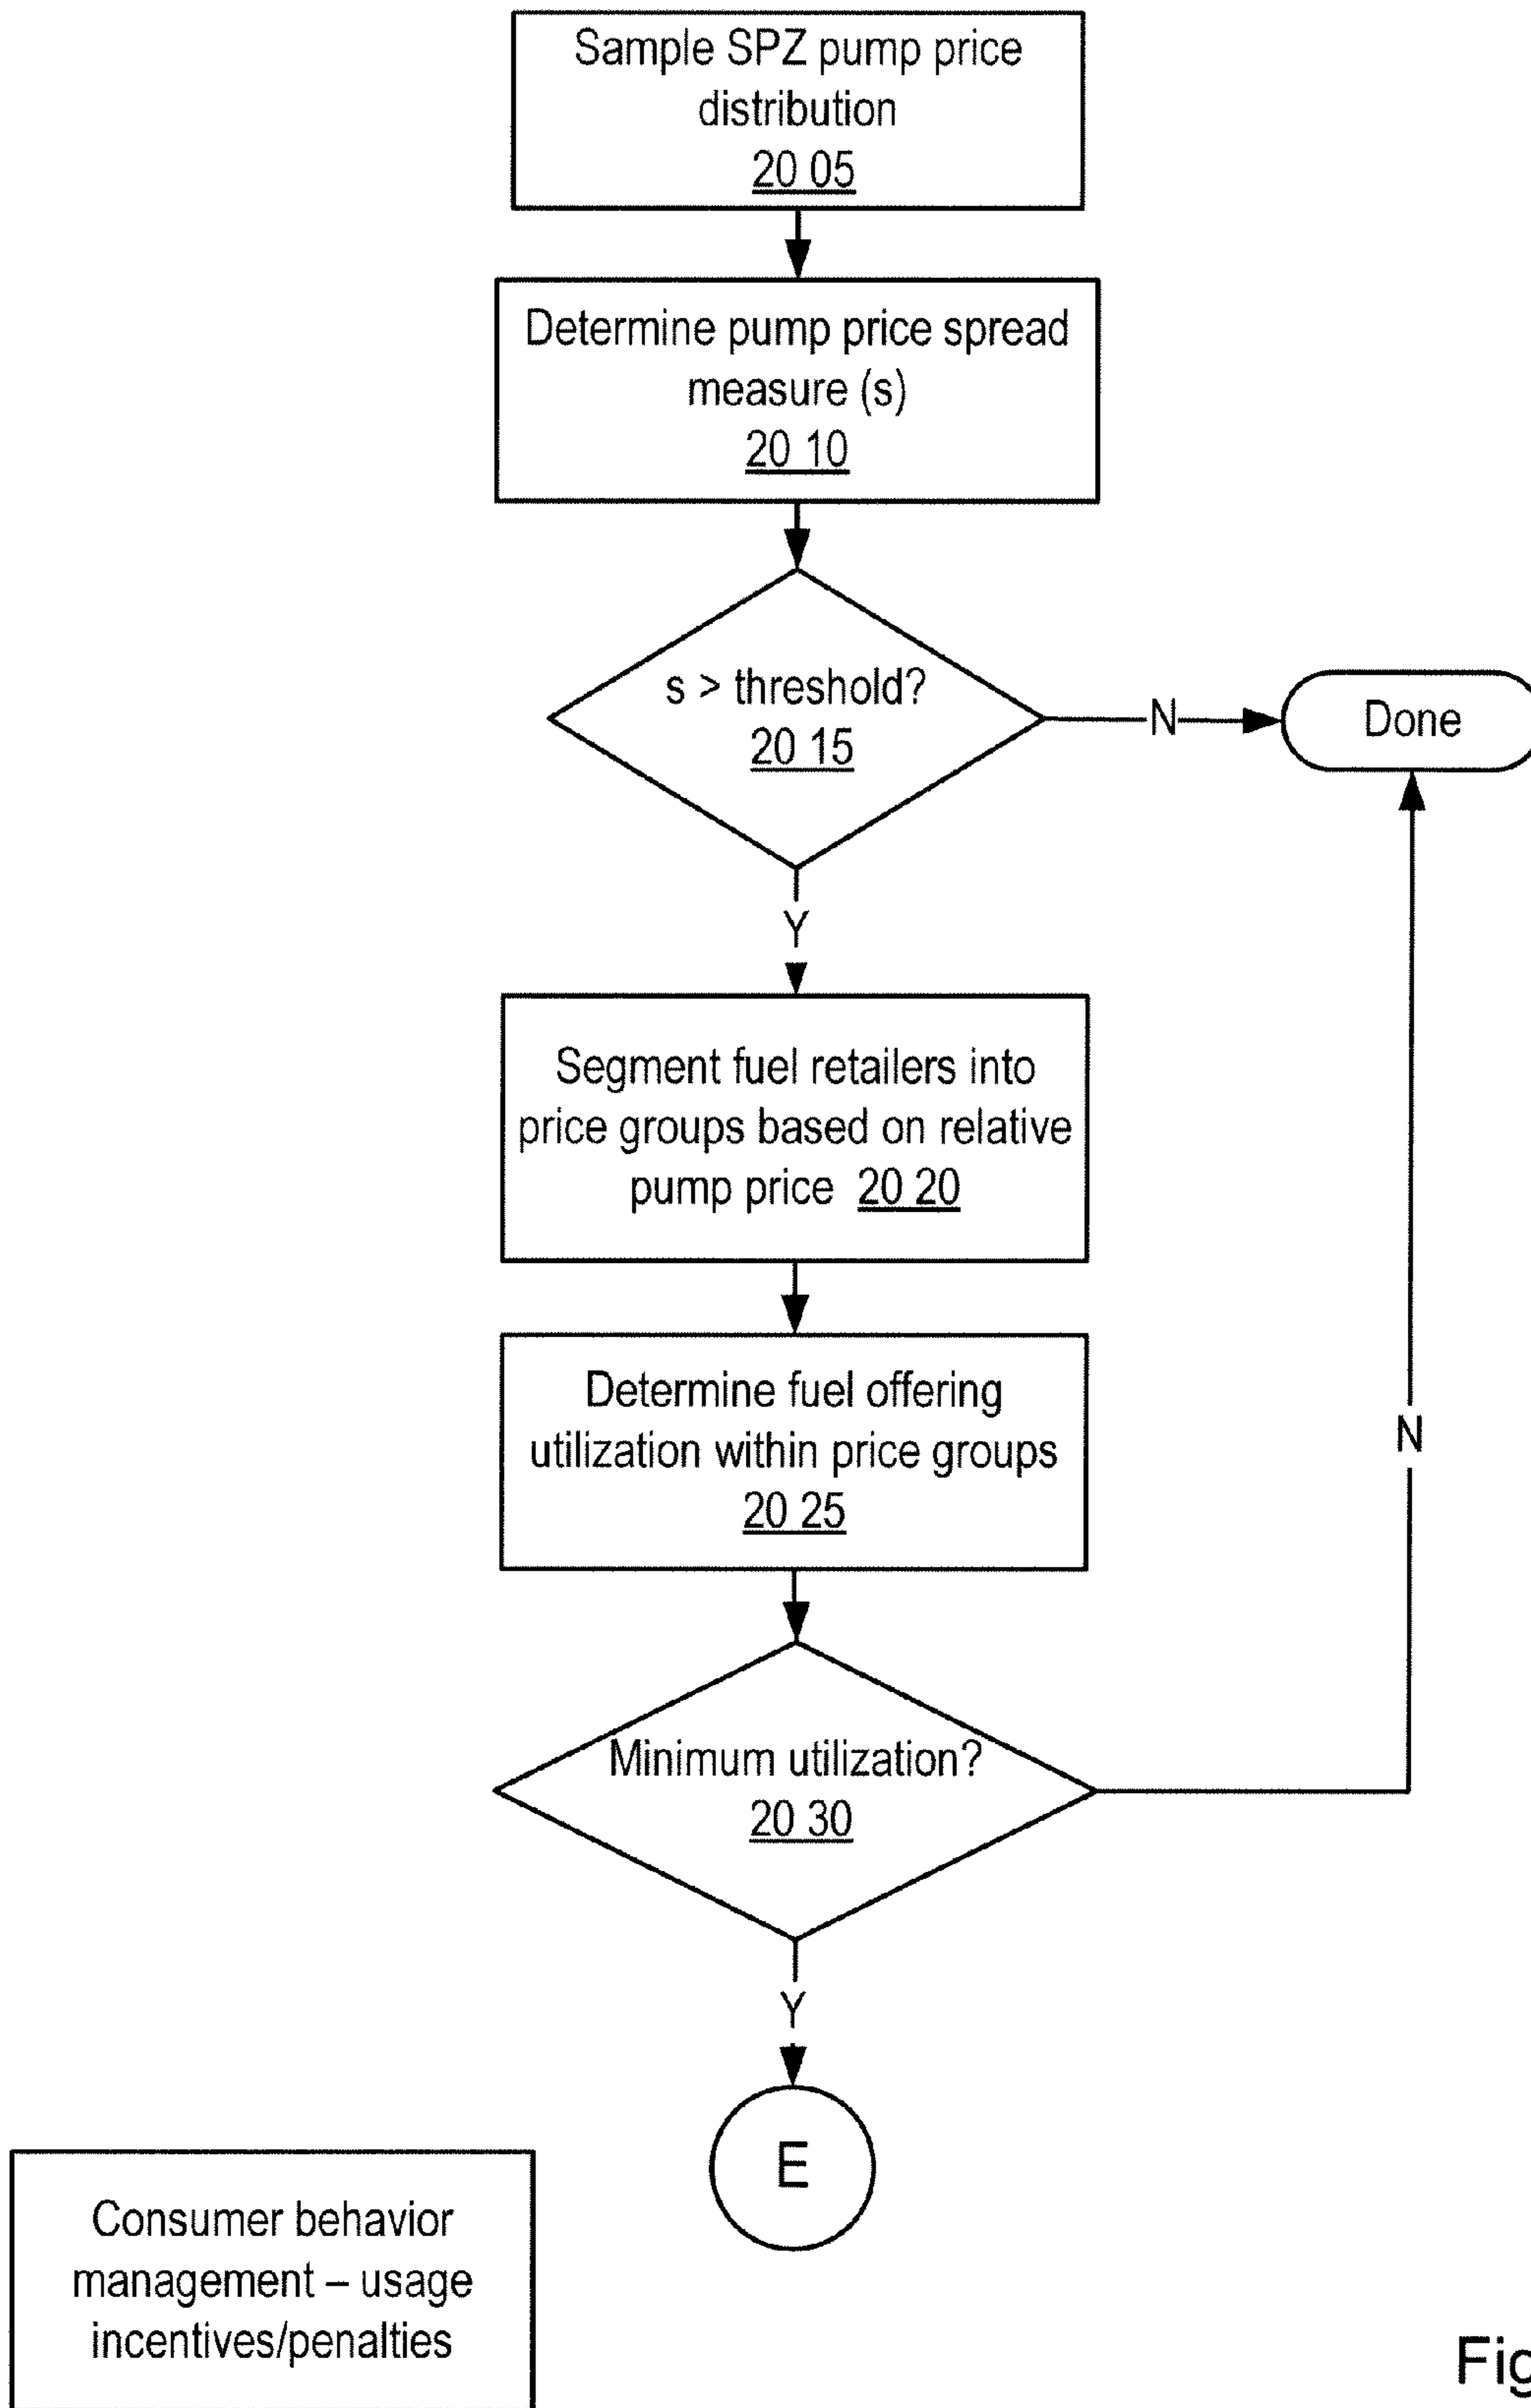 Sample SPZ pump price
distribution
20 05
Determine pump price spread
measure (s)
20 10
s > threshold?
20 15
N
Done
Y
Segment fuel retailers into
price groups based on relative
pump price 20 20
Determine fuel offering
utilization within price groups
20 25
N
Minimum utilization?
20 30
Y
E
Consumer behavior
management – usage
incentives/penalties
Fig